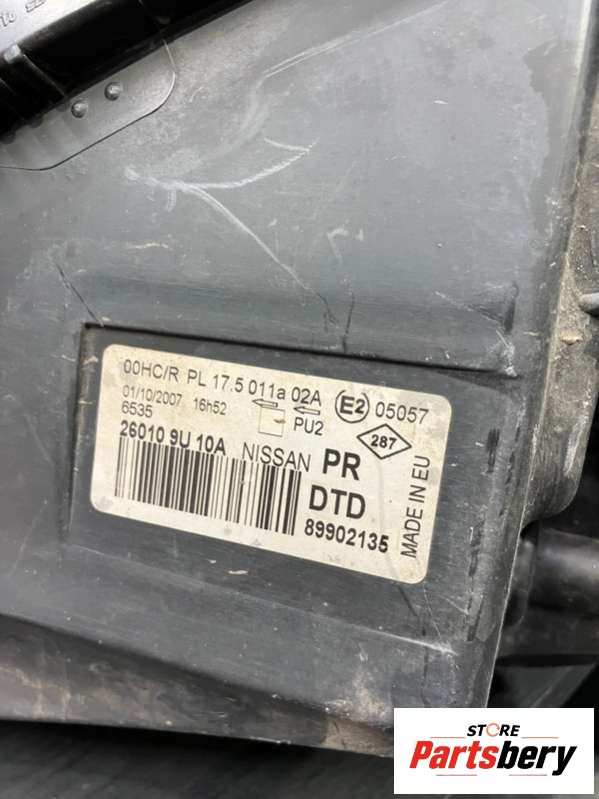 00HC/R PL 17.5 011a 02A E2 05057
01/10/2007 16h52
6535 PU2 287
26010 9U 10A NISSAN PR
DTD
89902135
MADE IN EU
STORE
Partsbery